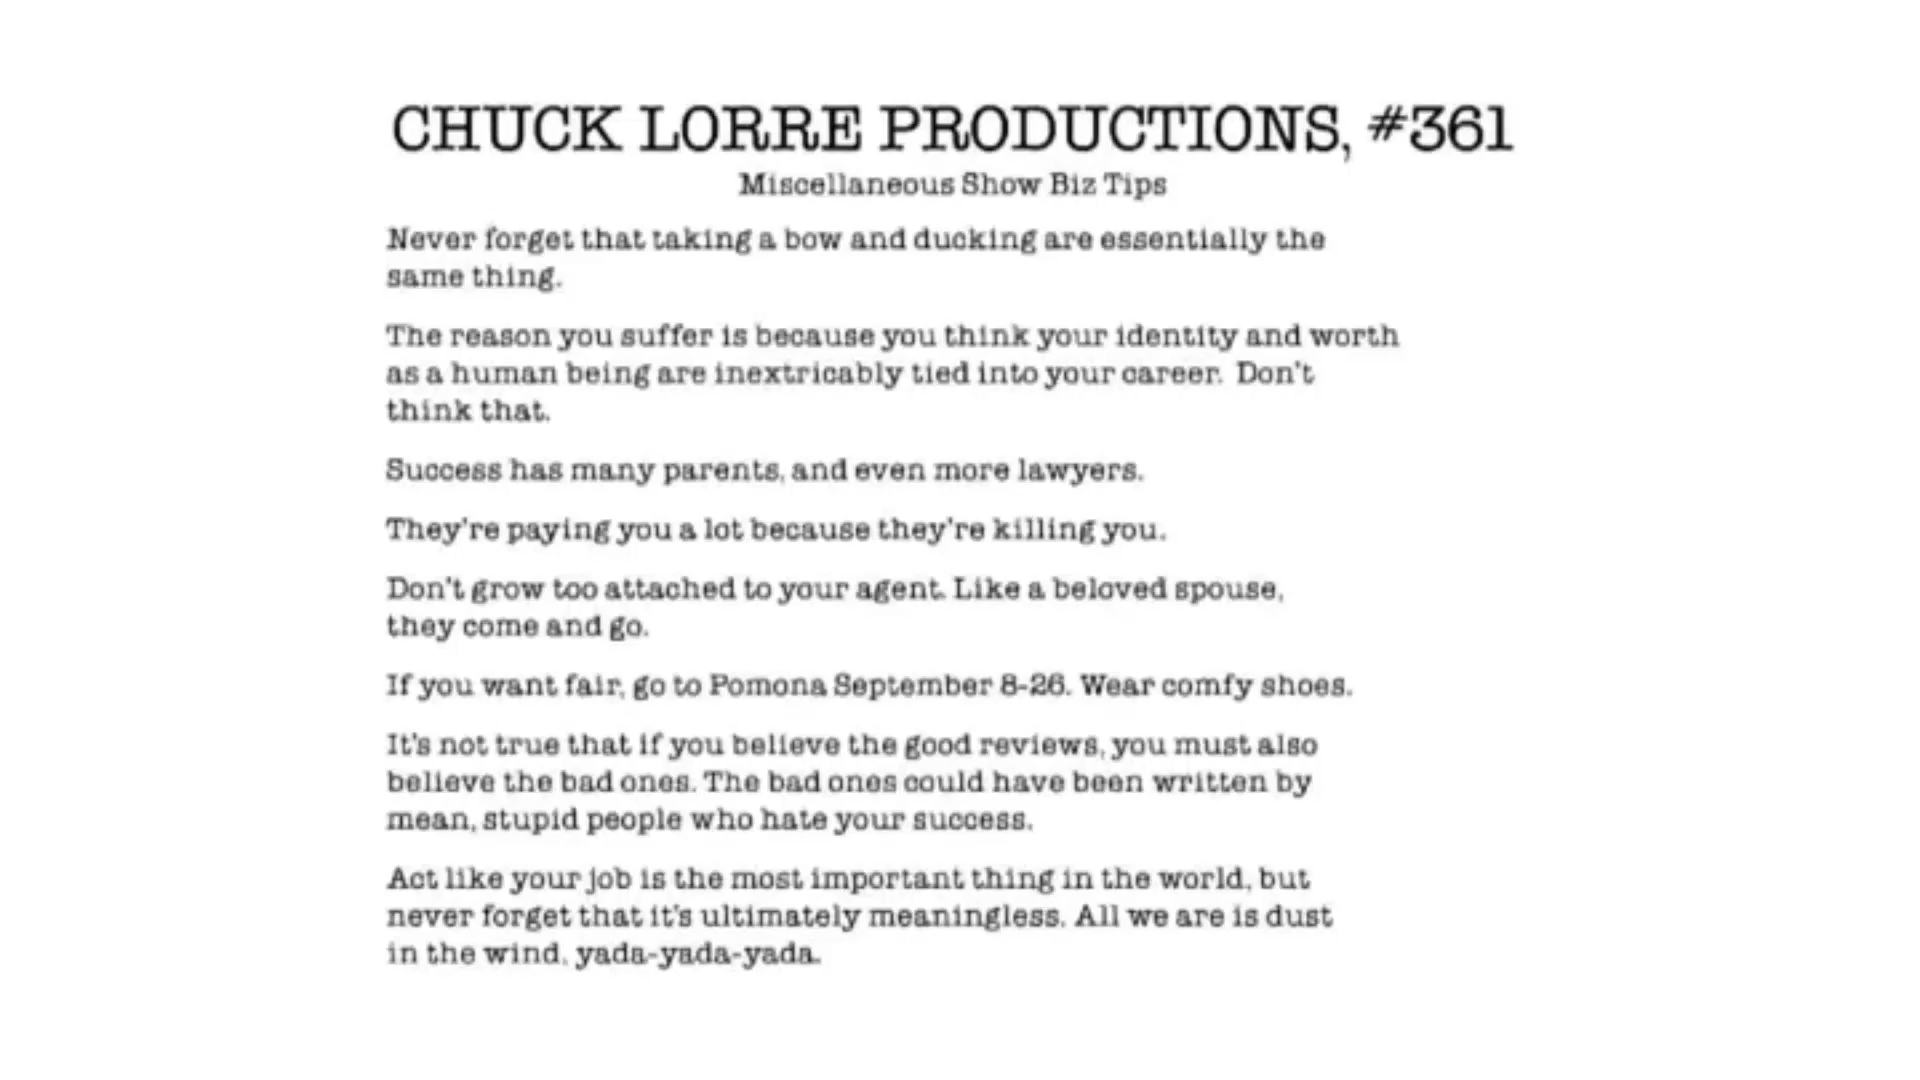 CHUCK LORRE PRODUCTIONS, #361
Miscellaneous Show Biz Tips
Never forget that taking a bow and ducking are essentially the
same thing.
The reason you suffer is because you think your identity and worth
as a human being are inextricably tied into your career. Don't
think that.
Success has many parents, and even more lawyers.
They're paying you a lot because they're killing you.
Don't grow too attached to your agent. Like a beloved spouse,
they come and go.
If you want fair, go to Pomona September 8-26. Wear comfy shoes.
It's not true that if you believe the good reviews, you must also
believe the bad ones. The bad ones could have been written by
mean, stupid people who hate your success.
Act like your job is the most important thing in the world, but
never forget that it's ultimately meaningless. All we are is dust
in the wind, yada-yada-yada.